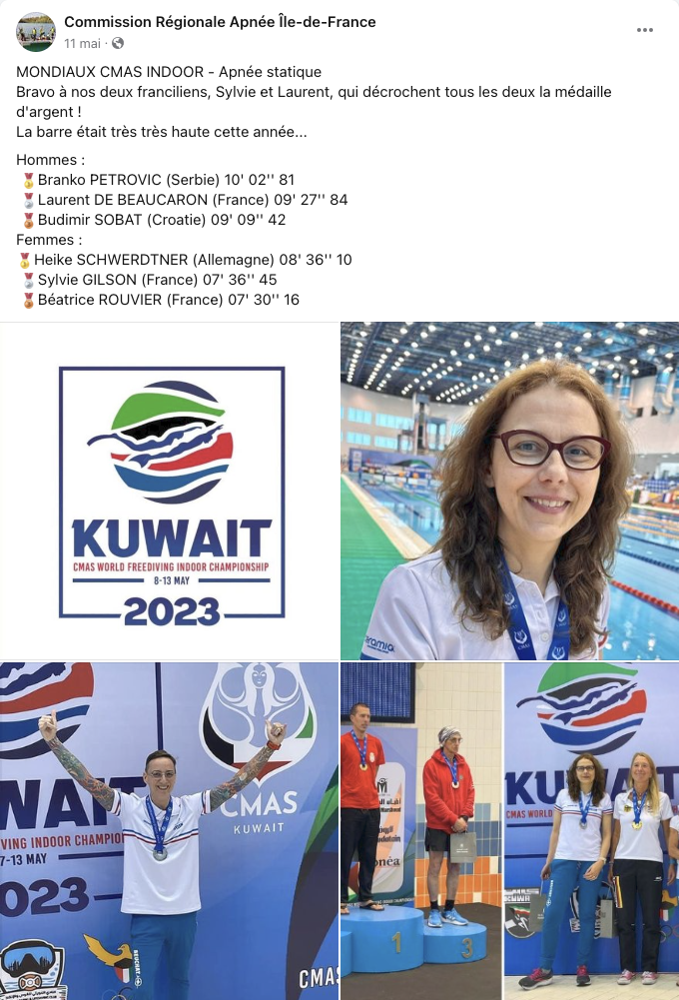 Commission Régionale Apnée Île-de-France
11 mai ·
MONDIAUX CMAS INDOOR - Apnée statique
Bravo à nos deux franciliens, Sylvie et Laurent, qui décrochent tous les deux la médaille
d'argent !
La barre était très très haute cette année...
Hommes :
🥇Branko PETROVIC (Serbie) 10' 02'' 81
🥈Laurent DE BEAUCARON (France) 09' 27'' 84
🥉Budimir SOBAT (Croatie) 09' 09'' 42
Femmes :
🥇Heike SCHWERDTNER (Allemagne) 08' 36'' 10
🥈Sylvie GILSON (France) 07' 36'' 45
🥉Béatrice ROUVIER (France) 07' 30'' 16
KUWAIT
CMAS WORLD FREEDIVING INDOOR CHAMPIONSHIP
8-13 MAY
2023
CMAS
WAIT
VING INDOOR CHAMPION
7-13 MAY
023
CMAS
KUWAIT
BEUCHAT
CMAS
1
3
KUWAIT
CMAS WORLD